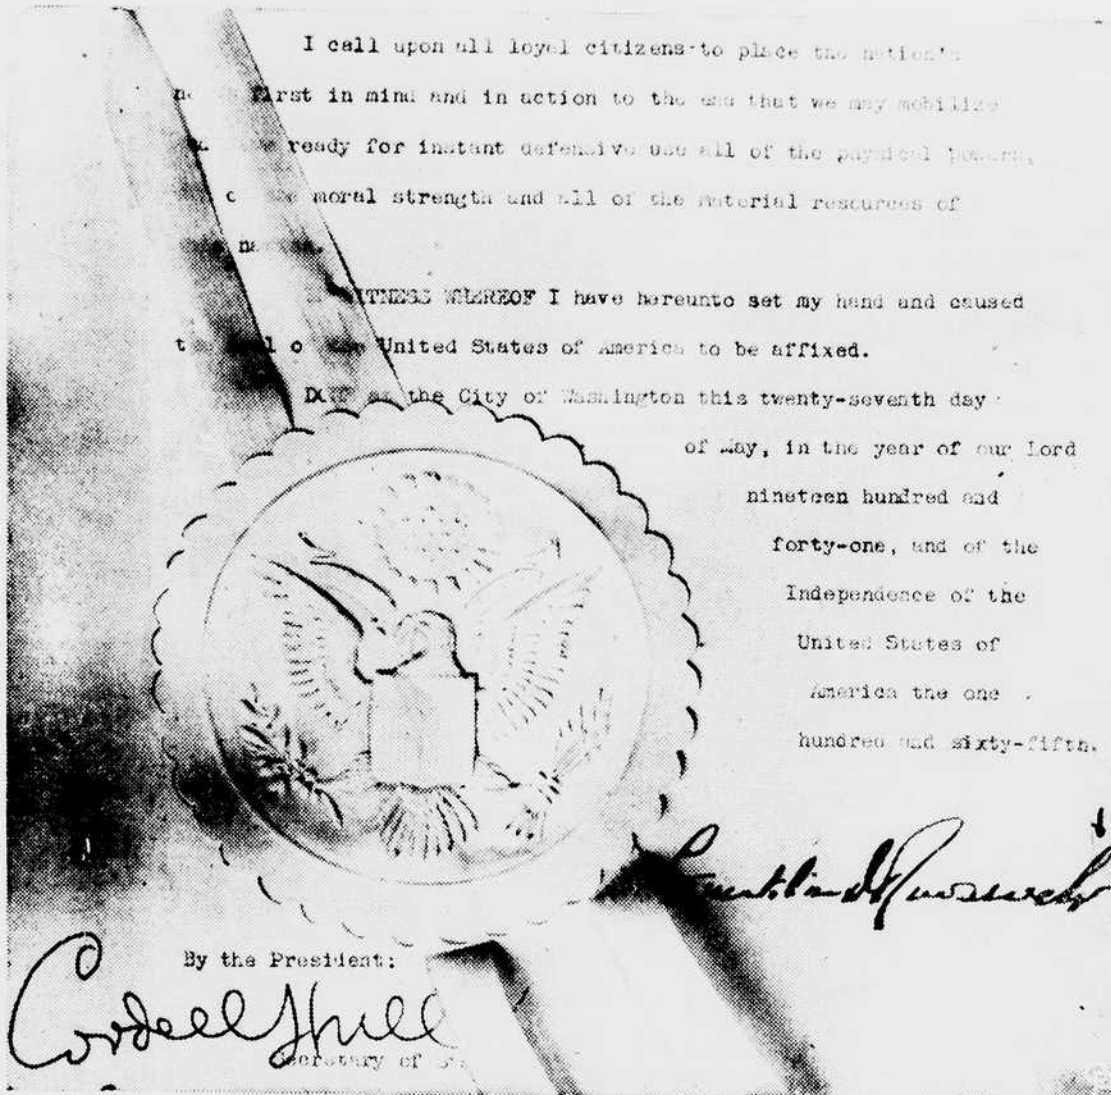 I call upon all loyal citizens to place the nation's
first in mind and in action to the end that we may mobilize
ready for instant defensive use all of the physical powers,
the moral strength and all of the material resources of
WITNESS WHEREOF I have hereunto set my hand and caused
United States of America to be affixed.
the City of Washington this twenty-seventh day
of May, in the year of our Lord
nineteen hundred and
forty-one, and of the
Independence of the
United States of
America the one
hundred and sixty-fifth.
Franklin D Roosevelt
By the President:
Cordell Hull
Secretary of